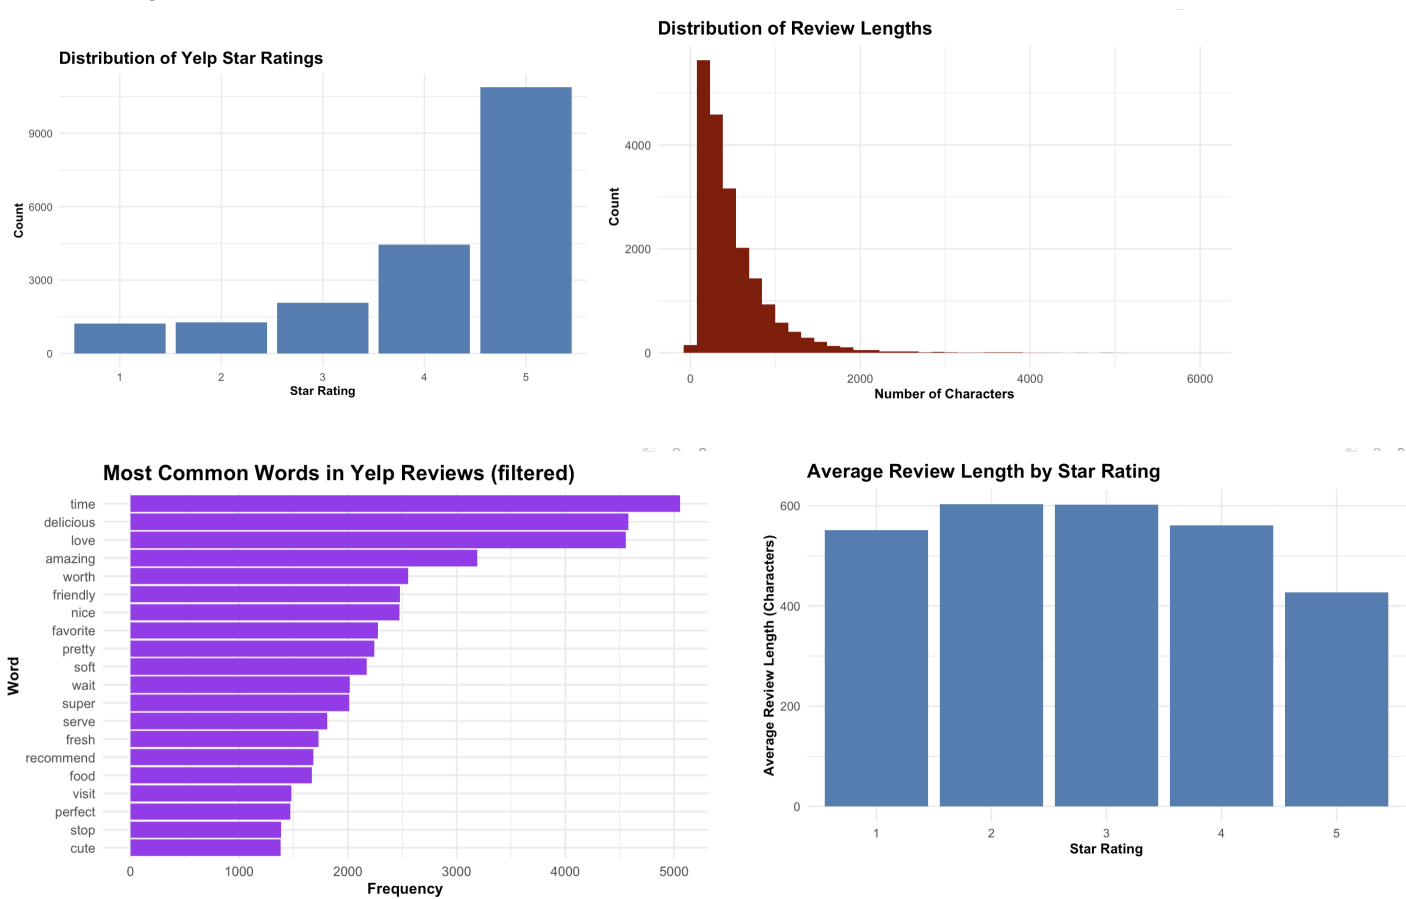 Distribution of Yelp Star Ratings
Count
9000
6000
3000
0
1 2 3 4 5
Star Rating
Distribution of Review Lengths
Count
4000
2000
0
0 2000 4000 6000
Number of Characters
Most Common Words in Yelp Reviews (filtered)
Word
time
delicious
love
amazing
worth
friendly
nice
favorite
pretty
soft
wait
super
serve
fresh
recommend
food
visit
perfect
stop
cute
0 1000 2000 3000 4000 5000
Frequency
Average Review Length by Star Rating
Average Review Length (Characters)
600
400
200
0
1 2 3 4 5
Star Rating